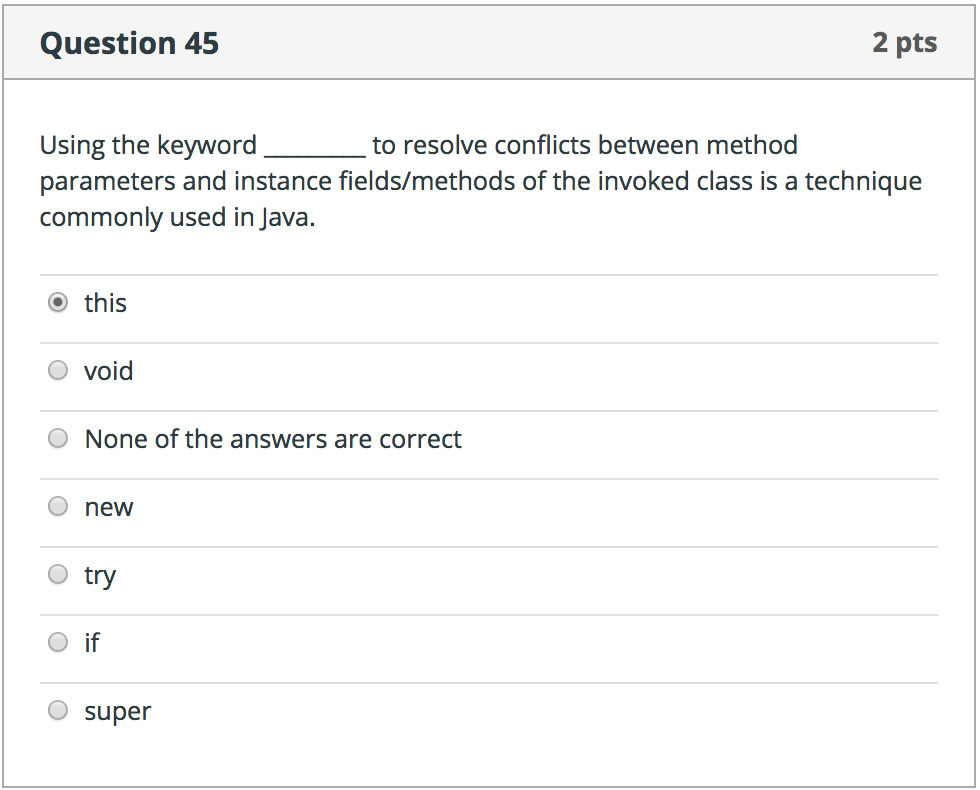 Question 45
2 pts
Using the keyword _________ to resolve conflicts between method
parameters and instance fields/methods of the invoked class is a technique
commonly used in Java.
this
void
None of the answers are correct
new
try
if
super